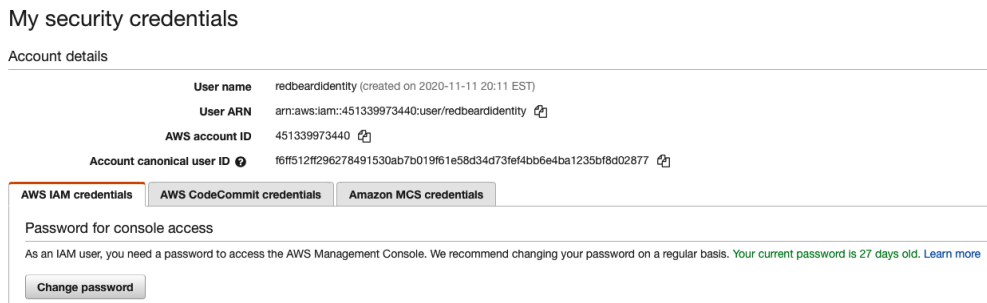 My security credentials
Account details
User name redbeardidentity (created on 2020-11-11 20:11 EST)
User ARN arn:aws:iam::451339973440:user/redbeardidentity
AWS account ID 451339973440
Account canonical user ID ? f6ff512ff296278491530ab7b019f61e58d34d73fef4bb6e4ba1235bf8d02877
AWS IAM credentials AWS CodeCommit credentials Amazon MCS credentials
Password for console access
As an IAM user, you need a password to access the AWS Management Console. We recommend changing your password on a regular basis. Your current password is 27 days old. Learn more
Change password